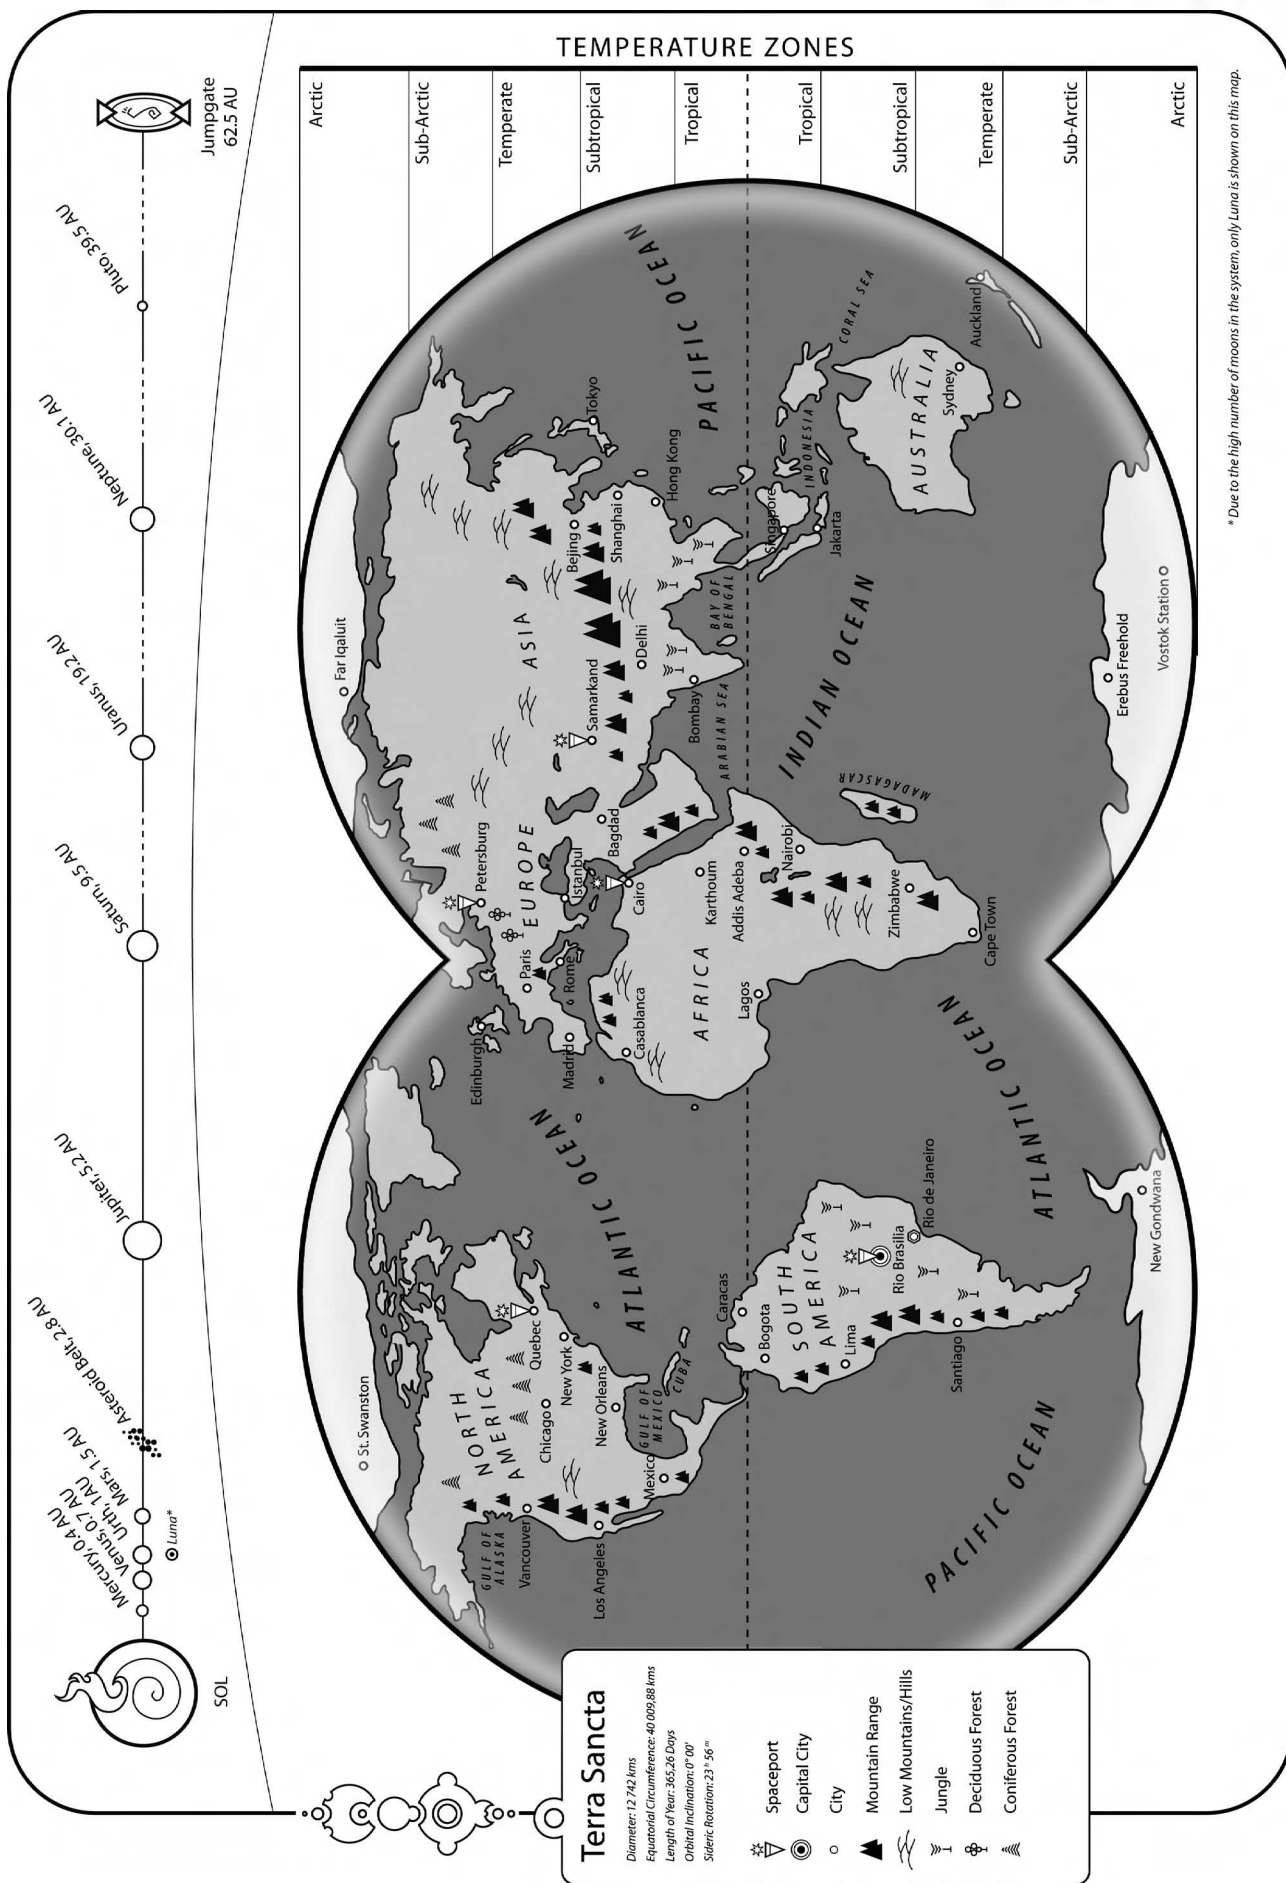 TEMPERATURE ZONES
Arctic
Sub-Arctic
Temperate
Subtropical
Tropical
Tropical
Subtropical
Temperate
Sub-Arctic
Arctic
SOL
Mercury, 0.4 AU
Venus, 0.7 AU
Urth, 1AU
Luna*
Mars, 1.5 AU
Asteroid Belt, 2.8 AU
Jupiter, 5.2 AU
Saturn, 9.5 AU
Uranus, 19.2 AU
Neptune, 30.1 AU
Pluto, 39.5 AU
Jumpgate
62.5 AU
St. Swanston
Far Iqaluit
GULF OF
ALASKA
NORTH
AMERICA
Vancouver
Los Angeles
Chicago
Quebec
New York
New Orleans
Mexico
GULF OF
MEXICO
CUBA
ATLANTIC OCEAN
Edinburgh
Madrid
Paris
Rome
Petersburg
EUROPE
Istanbul
Bagdad
Cairo
Casablanca
AFRICA
Lagos
Karthoum
Addis Adeba
Nairobi
Zimbabwe
Cape Town
MADAGASCAR
ASIA
Samarkand
Delhi
Bombay
ARABIAN SEA
BAY OF
BENGAL
Bejing
Shanghai
Hong Kong
Tokyo
PACIFIC OCEAN
Singapore
Jakarta
INDONESIA
CORAL SEA
INDIAN OCEAN
AUSTRALIA
Sydney
Auckland
Caracas
Bogota
SOUTH
AMERICA
Lima
Rio Brasilia
Rio de Janeiro
Santiago
PACIFIC OCEAN
ATLANTIC OCEAN
New Gondwana
Erebus Freehold
Vostok Station
Terra Sancta
Diameter: 12 742 kms
Equatorial Circumference: 40 009,88 kms
Length of Year: 365,26 Days
Orbital Inclination: 0° 00'
Sideric Rotation: 23 h 56 m
Spaceport
Capital City
City
Mountain Range
Low Mountains/Hills
Jungle
Deciduous Forest
Coniferous Forest
* Due to the high number of moons in the system, only Luna is shown on this map.